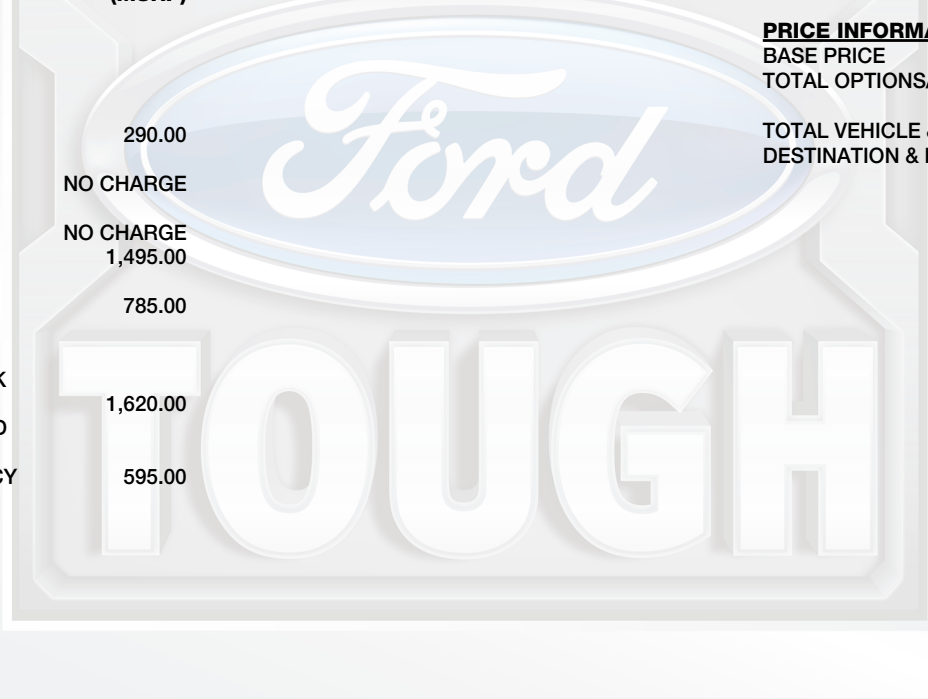 (MSRP)
290.00
NO CHARGE
NO CHARGE
1,495.00
785.00
K
1,620.00
CY
595.00
PRICE INFORMA
BASE PRICE
TOTAL OPTIONS
TOTAL VEHICLE
DESTINATION &
Ford
TOUGH